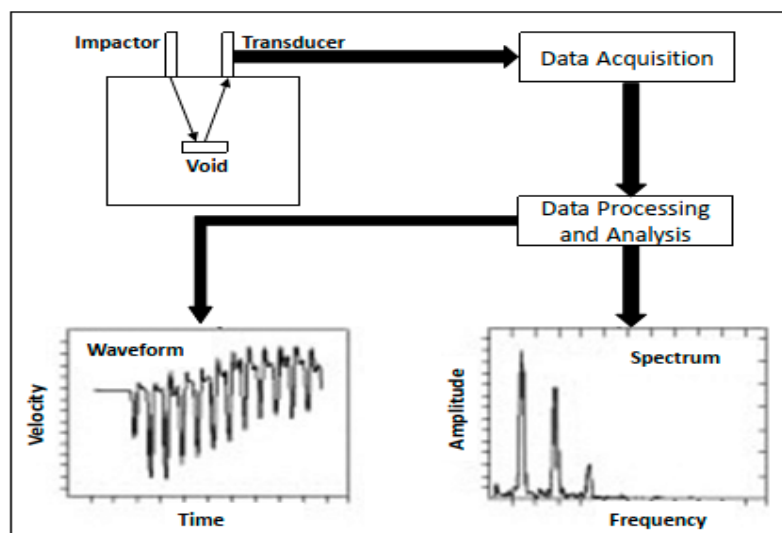 Impactor
Transducer
Data Acquisition
Void
Data Processing
and Analysis
Waveform
Velocity
Time
Spectrum
Amplitude
Frequency